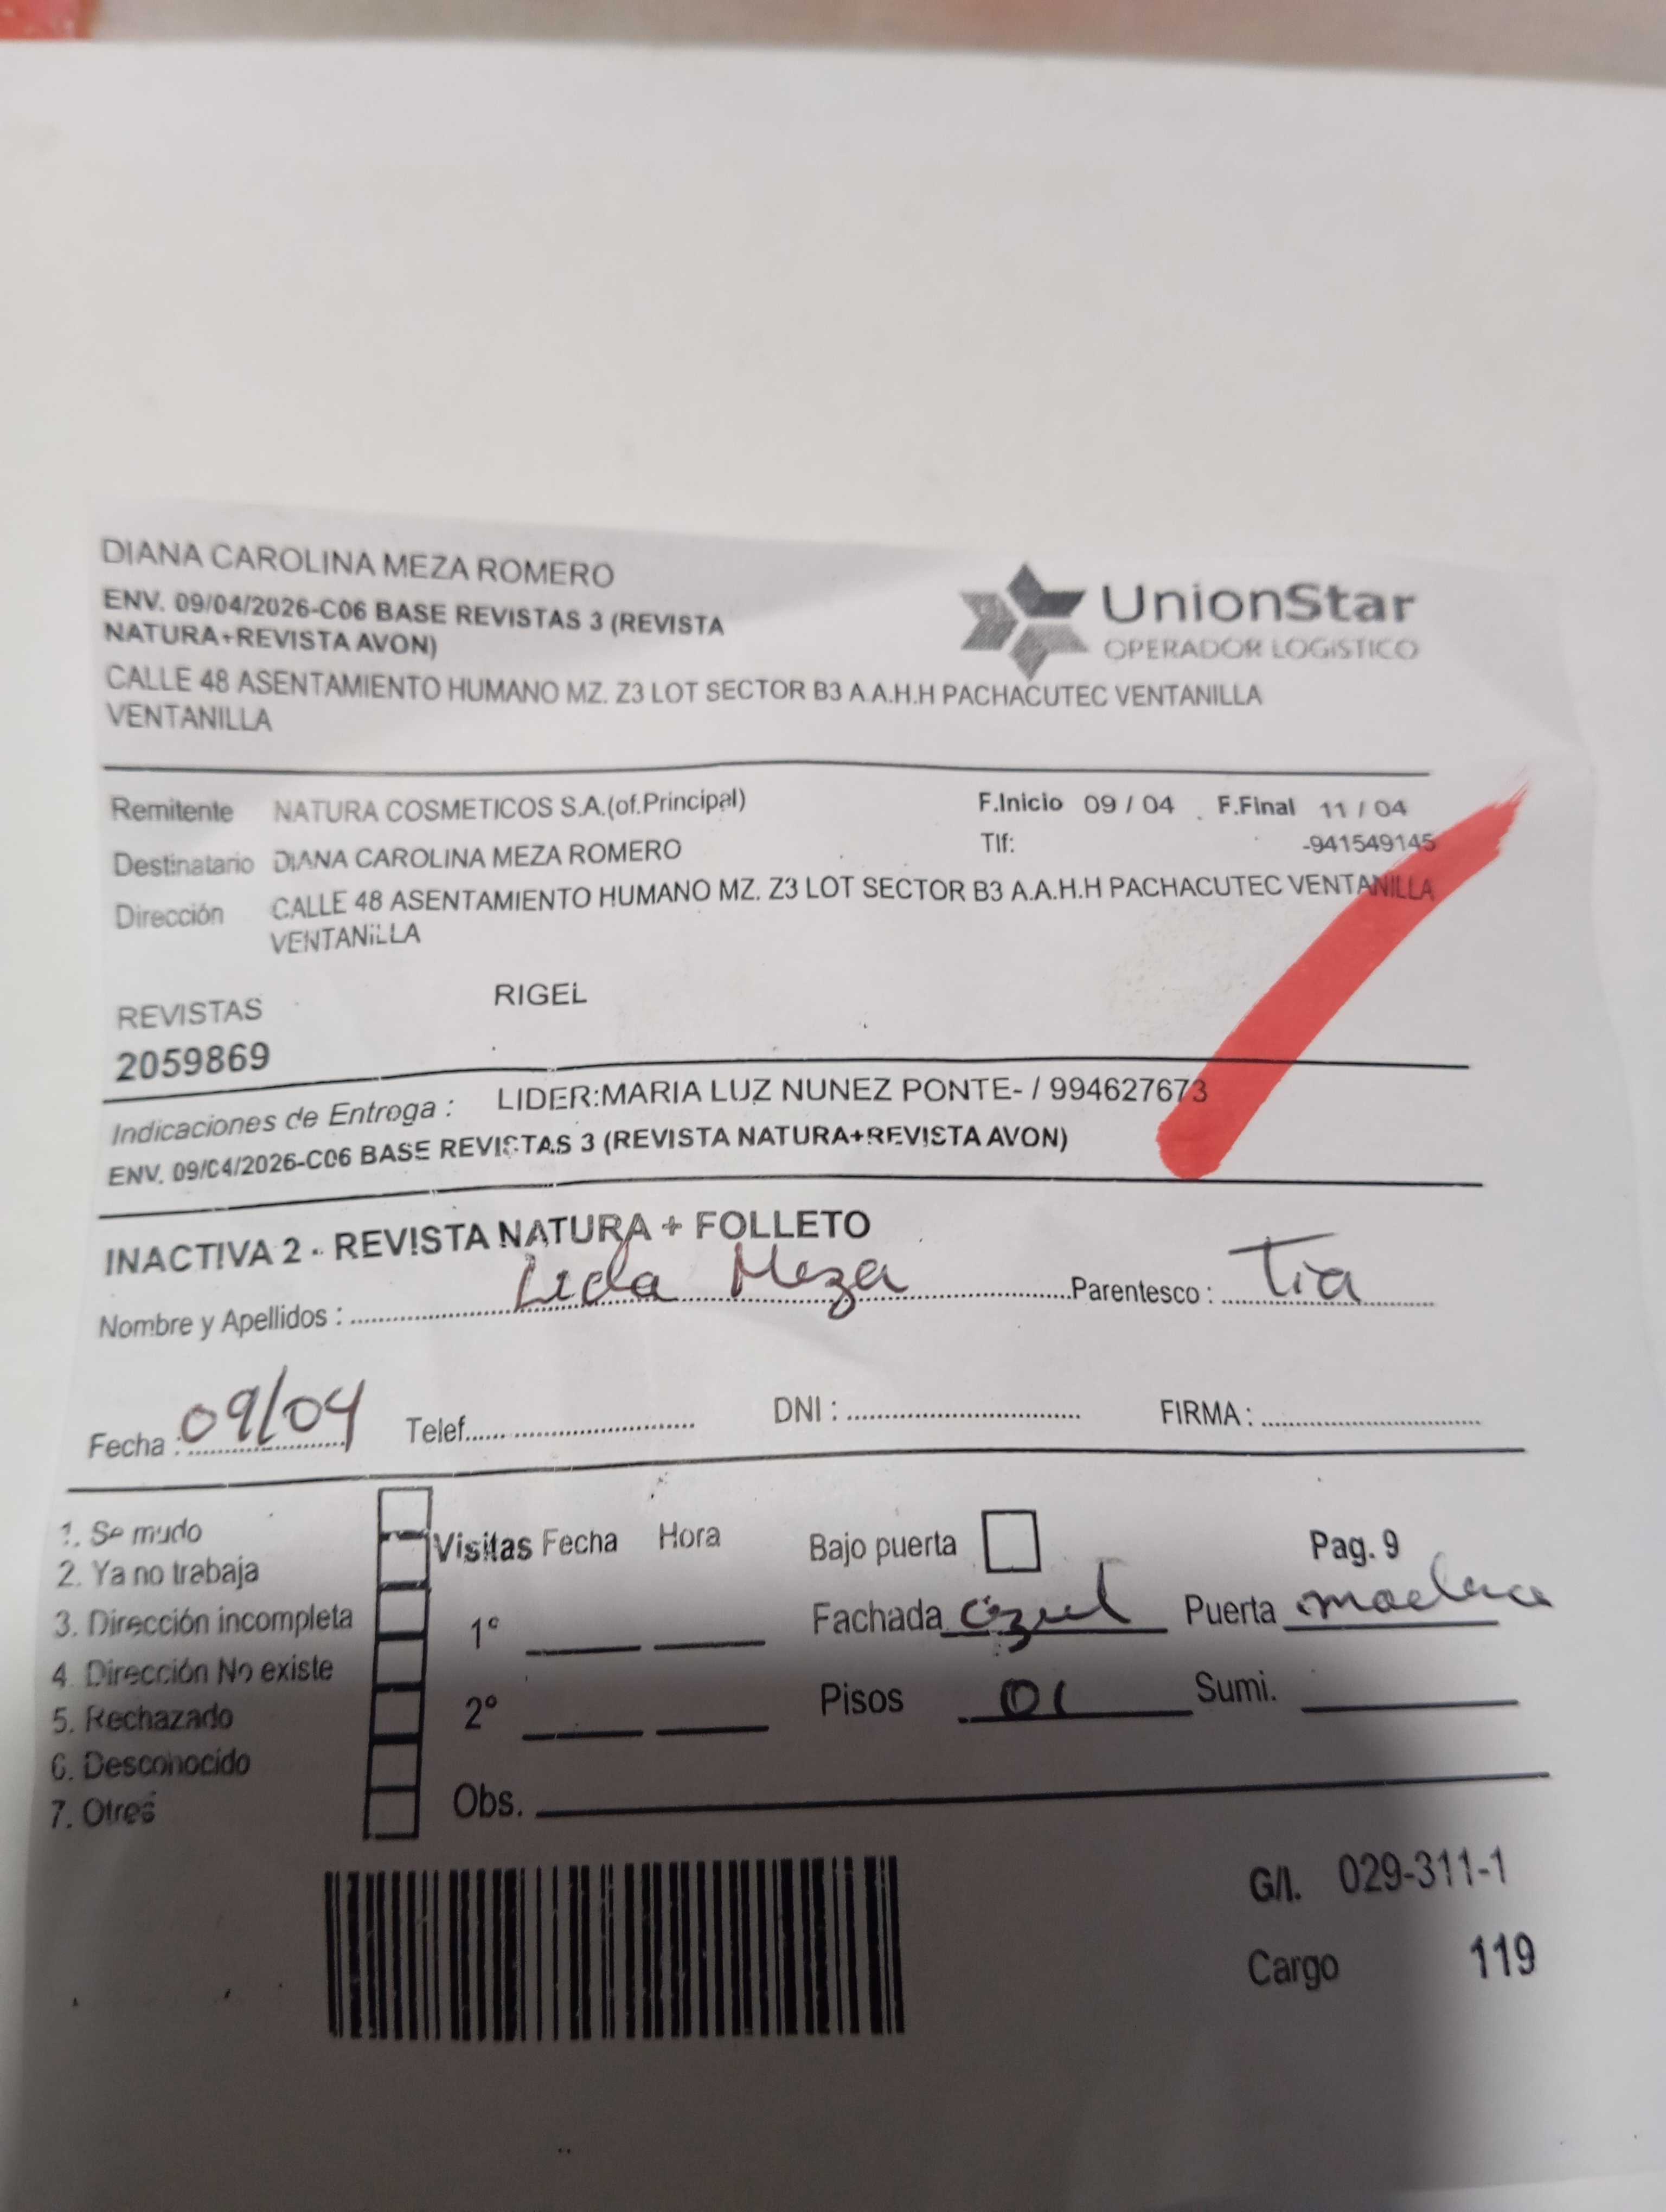 DIANA CAROLINA MEZA ROMERO
ENV. 09/04/2026-C06 BASE REVISTAS 3 (REVISTA
NATURA+REVISTA AVON)
UnionStar
OPERADOR LOGISTICO
CALLE 48 ASENTAMIENTO HUMANO MZ. Z3 LOT SECTOR B3 A.A.H.H PACHACUTEC VENTANILLA
VENTANILLA
Remitente NATURA COSMETICOS S.A.(of.Principal) F.Inicio 09 / 04 F.Final 11 / 04
Destinatario DIANA CAROLINA MEZA ROMERO Tlf: -941549145
Dirección CALLE 48 ASENTAMIENTO HUMANO MZ. Z3 LOT SECTOR B3 A.A.H.H PACHACUTEC VENTANILLA
VENTANILLA
REVISTAS RIGEL
2059869
Indicaciones de Entrega : LIDER:MARIA LUZ NUNEZ PONTE- / 994627673
ENV. 09/04/2026-C06 BASE REVISTAS 3 (REVISTA NATURA+REVISTA AVON)
INACTIVA 2 - REVISTA NATURA + FOLLETO
Nombre y Apellidos : Leda Meza Parentesco : Tia
Fecha : 09/04 Telef. DNI : FIRMA :
1. Se mudo
2. Ya no trabaja
3. Dirección incompleta
4. Dirección No existe
5. Rechazado
6. Desconocido
7. Otres
Visitas Fecha Hora
1º
2º
Obs.
Bajo puerta Pag. 9
Fachada azul Puerta
Pisos 01 Sumi.
G/I. 029-311-1
Cargo 119